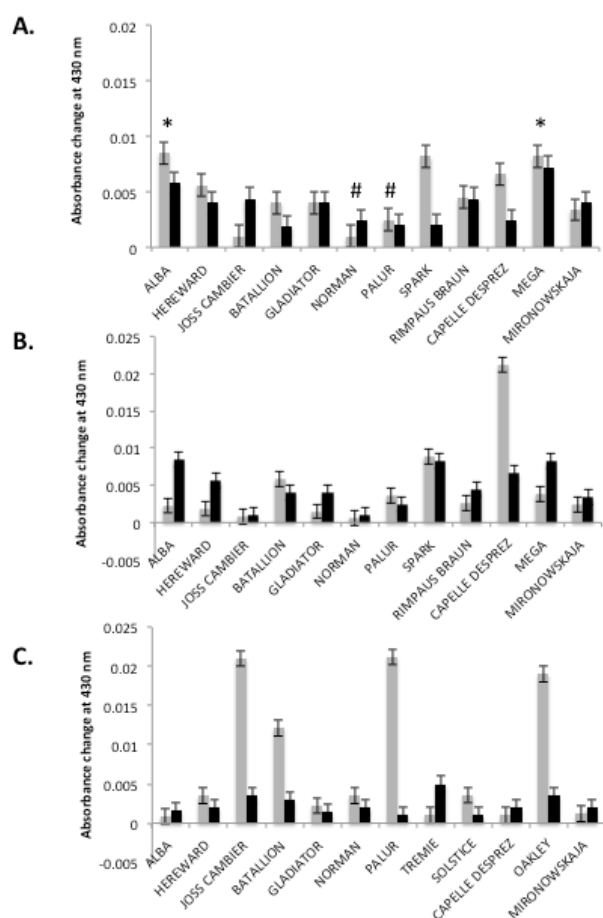 A.
Absorbance change at 430 nm
0.02
0.015
0.01
0.005
0
* # # *
ALBA
HEREWARD
JOSS CAMBIER
BATALLION
GLADIATOR
NORMAN
PALUR
SPARK
RIMPAUS BRAUN
CAPELLE DESPREZ
MEGA
MIRONOWSKAJA
B.
Absorbance change at 430 nm
0.025
0.02
0.015
0.01
0.005
0
-0.005
ALBA
HEREWARD
JOSS CAMBIER
BATALLION
GLADIATOR
NORMAN
PALUR
SPARK
RIMPAUS BRAUN
CAPELLE DESPREZ
MEGA
MIRONOWSKAJA
C.
Absorbance change at 430 nm
0.025
0.02
0.015
0.01
0.005
0
-0.005
ALBA
HEREWARD
JOSS CAMBIER
BATALLION
GLADIATOR
NORMAN
PALUR
TREMIE
SOLSTICE
CAPELLE DESPREZ
OAKLEY
MIRONOWSKAJA